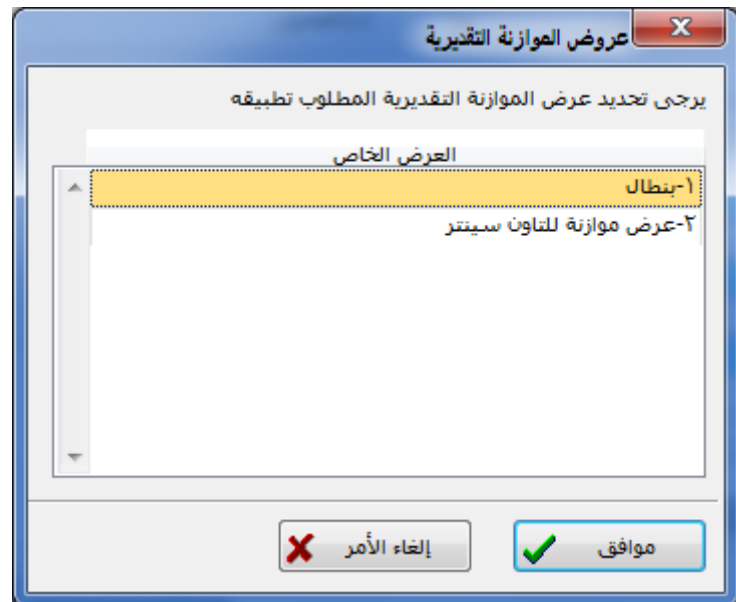 عروض الموازنة التقديرية
يرجى تحديد عرض الموازنة التقديرية المطلوب تطبيقه
العرض الخاص
١-بنطال
٢-عرض موازنة للتاون سينتر
موافق
إلغاء الأمر